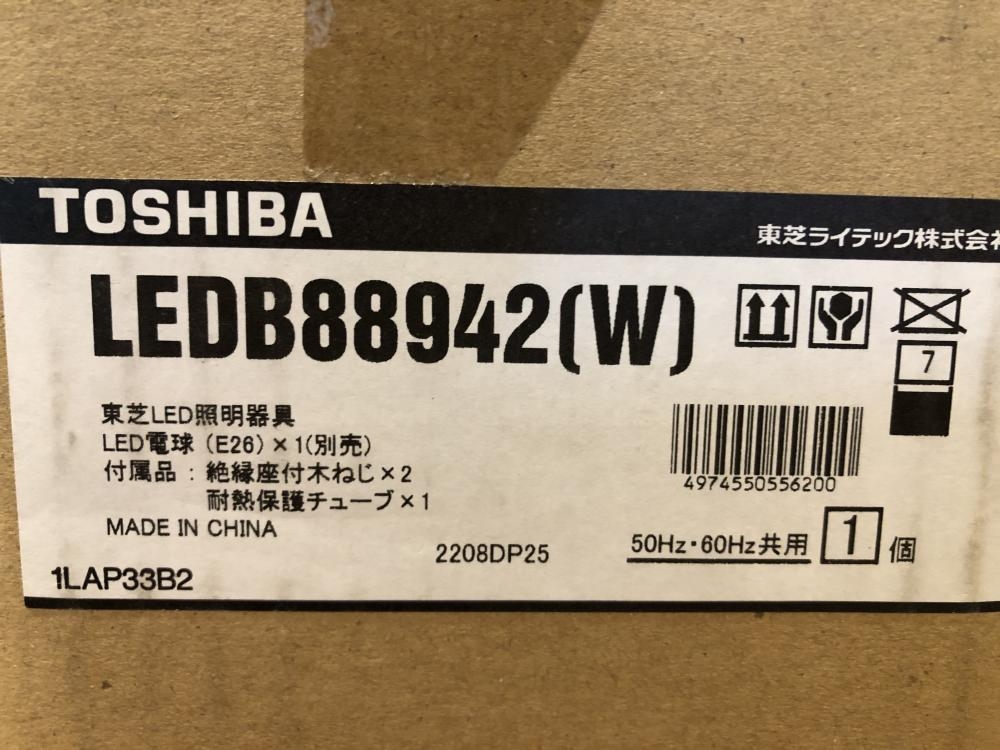 TOSHIBA
東芝ライテック株式会社
LEDB88942(W)
7
東芝LED照明器具
LED電球（E26）×1(別売)
付属品：絶縁座付木ねじ×2
耐熱保護チューブ×1
MADE IN CHINA
4974550556200
2208DP25
50Hz・60Hz共用 1 個
1LAP33B2